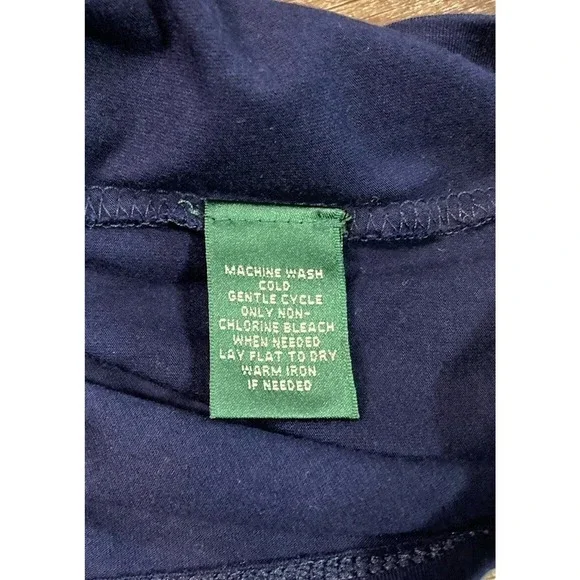 MACHINE WASH
COLD
GENTLE CYCLE
ONLY NON-
CHLORINE BLEACH
WHEN NEEDED
LAY FLAT TO DRY
WARM IRON
IF NEEDED